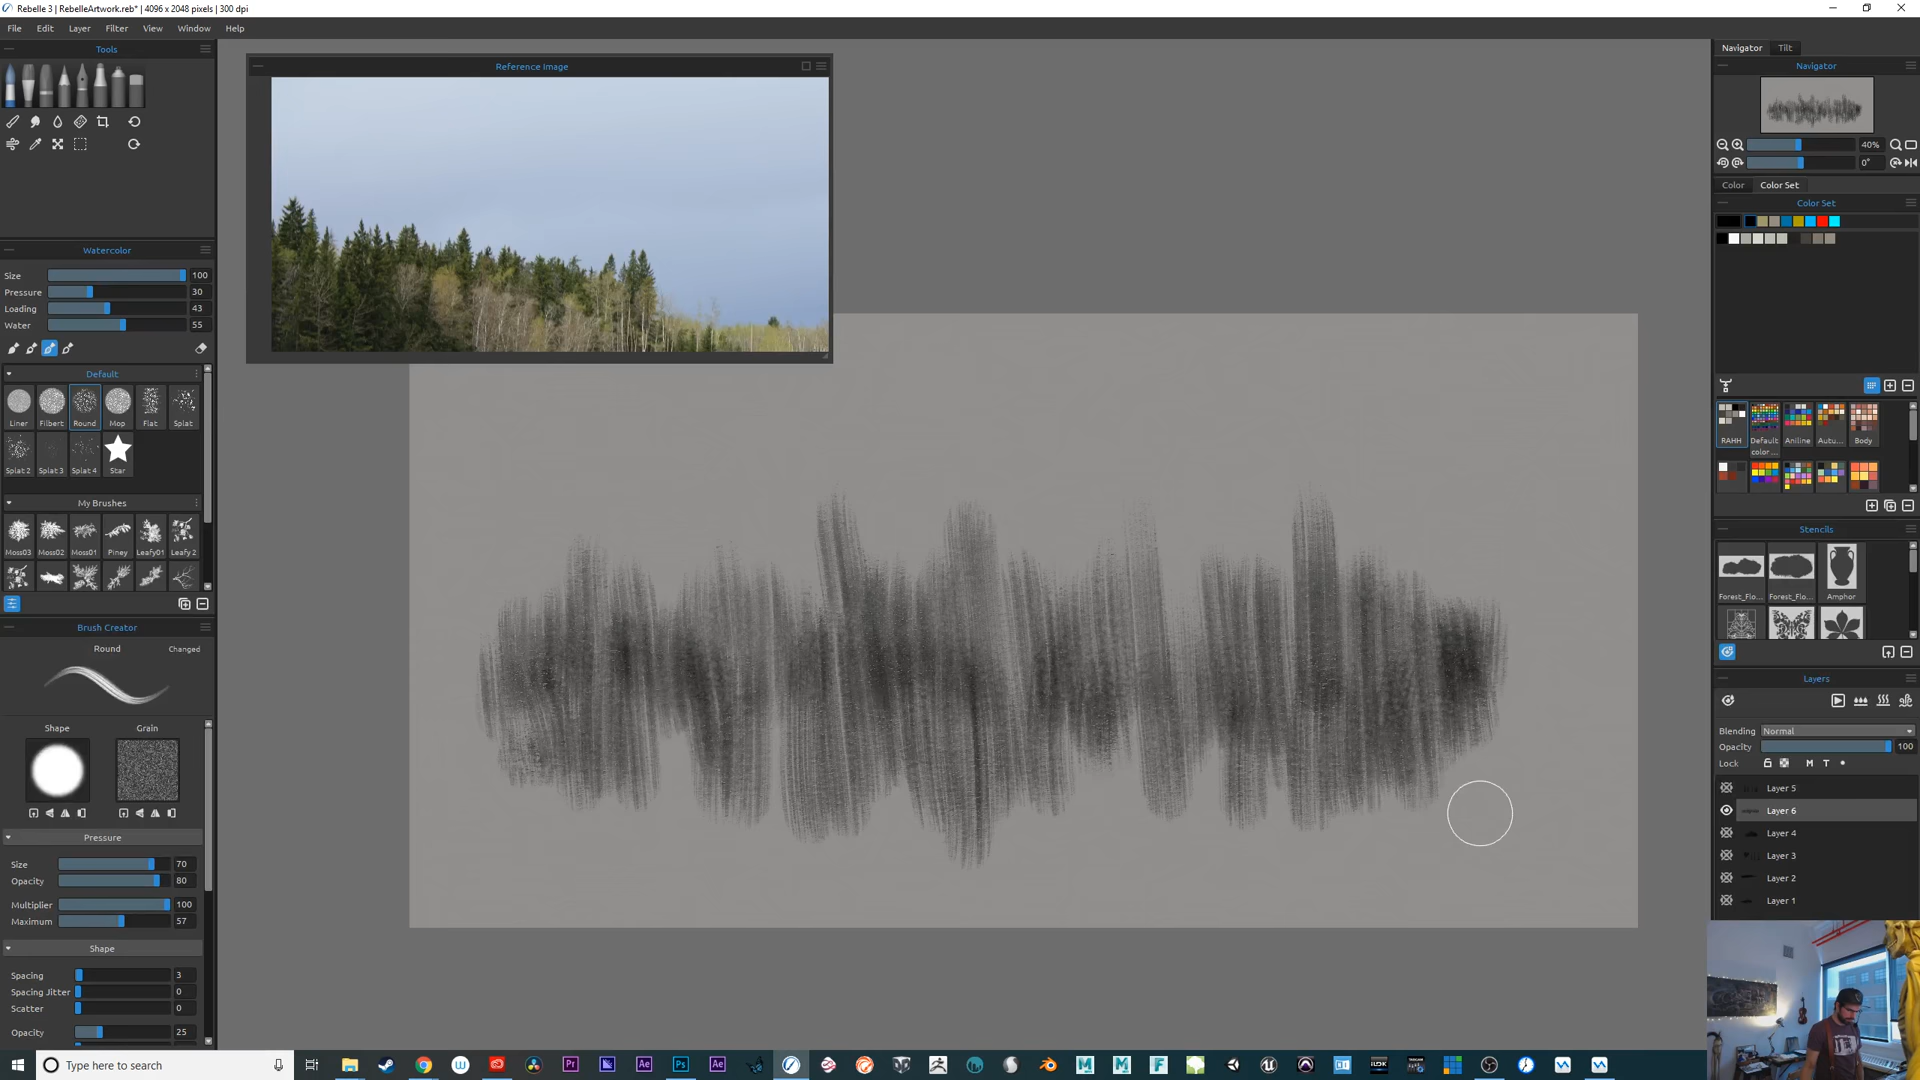 Rebelle 3 | RebelleArtwork.reb* | 4096 x 2048 pixels | 300 dpi
File Edit Layer Filter View Window Help
Tools
Watercolor
Size 100
Pressure 30
Loading 43
Water 55
Default
Liner Filbert Round Mop Flat Splat
Splat 2 Splat 3 Splat 4 Star
My Brushes
Moss03 Moss02 Moss01 Piney Leafy01 Leafy 2
Brush Creator
Round Changed
Shape Grain
Pressure
Size 70
Opacity 80
Multiplier 100
Maximum 57
Shape
Spacing 3
Spacing Jitter 0
Scatter 0
Opacity 25
Reference Image
Navigator Tilt
Navigator
40%
0°
Color Color Set
Color Set
RAHH Default color ... Aniline Autu... Body
Stencils
Forest_Flo... Forest_Flo... Amphor
Layers
Blending Normal
Opacity 100
Lock M T
Layer 5
Layer 6
Layer 4
Layer 3
Layer 2
Layer 1
Type here to search
Pr Ae Ps Ae M M F